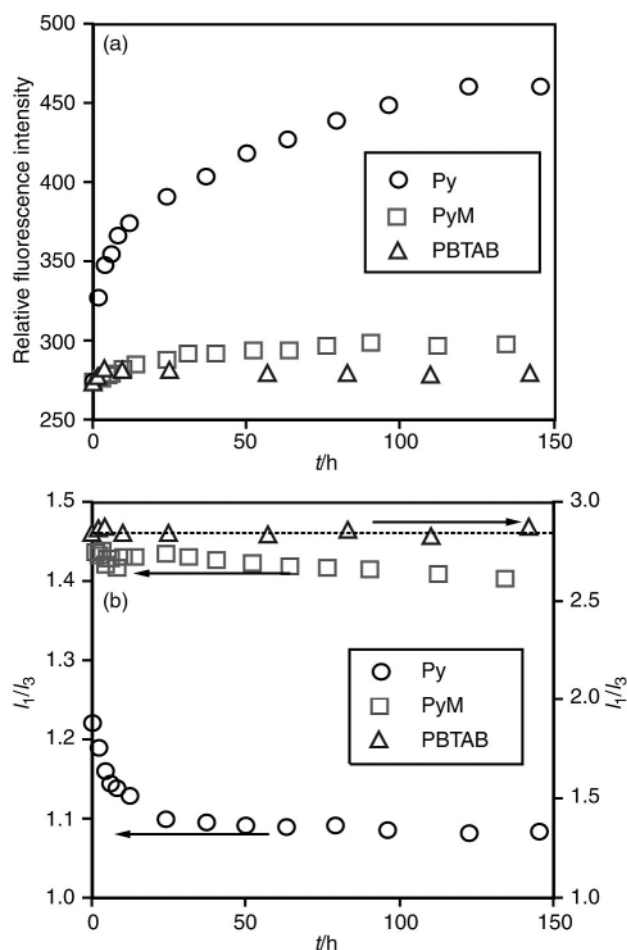 (a)
Relative fluorescence intensity
500
450
400
350
300
250
Py
PyM
PBTAB
0
50
100
150
t/h
(b)
I1/I3
1.5
1.4
1.3
1.2
1.1
1.0
3.0
2.5
2.0
1.5
1.0
I1/I3
Py
PyM
PBTAB
0
50
100
150
t/h